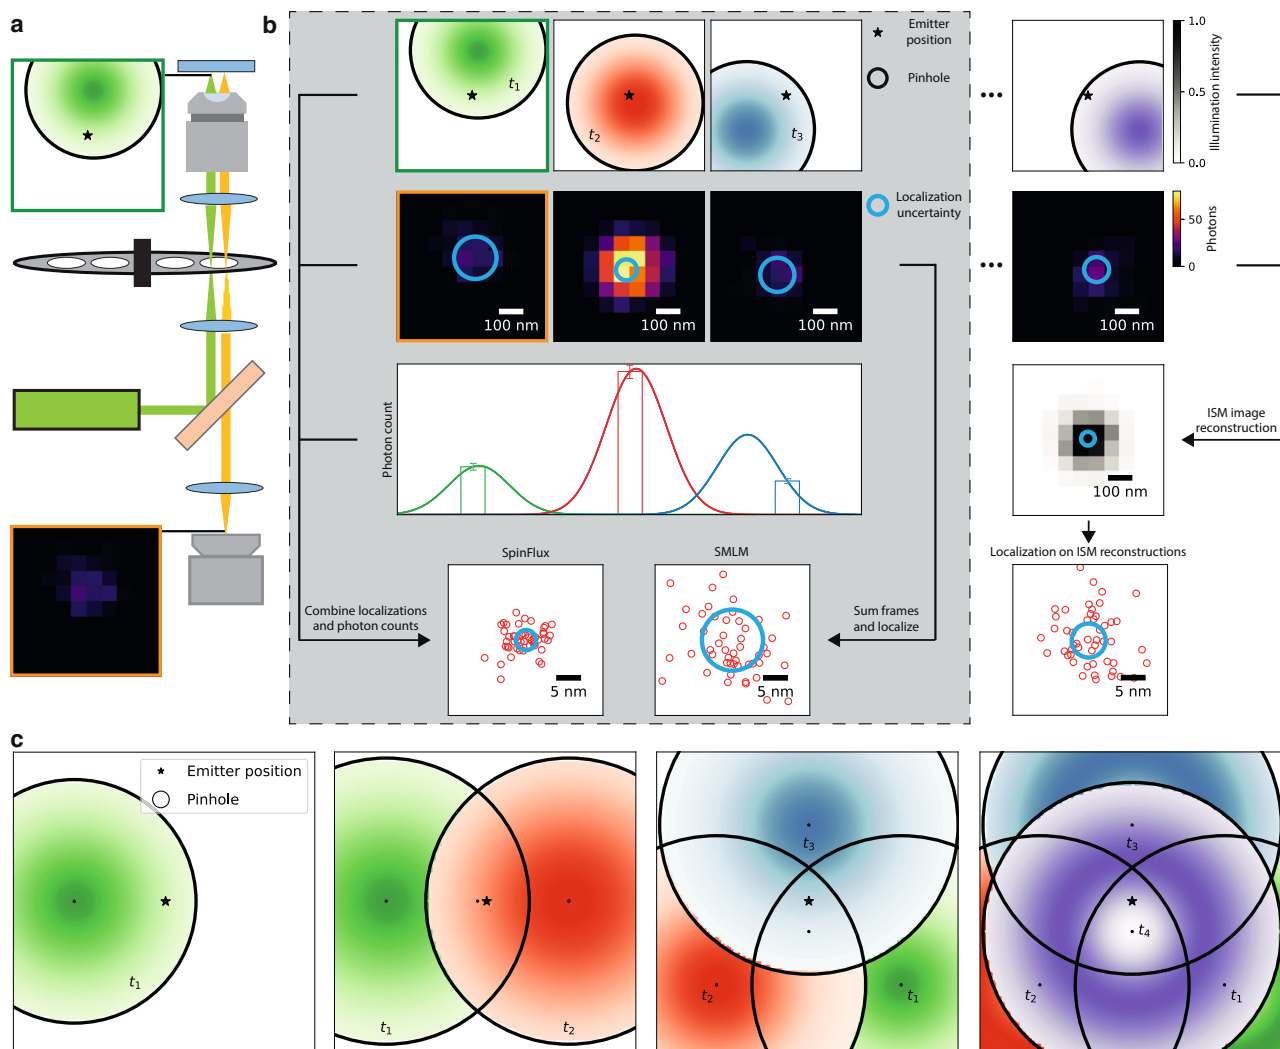 a
b
t1
t2
t3
Emitter
position
Pinhole
...
1.0
0.5
0.0
Illumination intensity
Localization
uncertainty
100 nm
100 nm
100 nm
...
100 nm
50
0
Photons
Photon count
ISM image
reconstruction
100 nm
Localization on ISM reconstructions
SpinFlux
SMLM
Combine localizations
and photon counts
Sum frames
and localize
5 nm
5 nm
5 nm
c
Emitter position
Pinhole
t1
t1
t2
t3
t2
t1
t3
t4
t2
t1